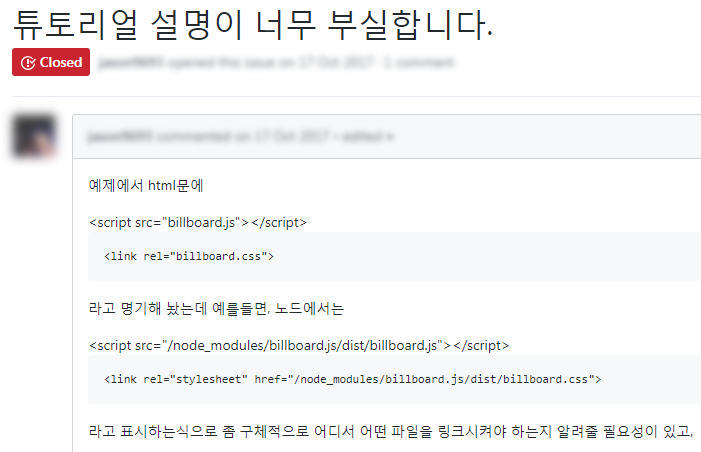 튜토리얼 설명이 너무 부실합니다.
Closed
opened this issue on 17 Oct 2017 · 1 comment
commented on 17 Oct 2017 • edited
예제에서 html문에
<script src="billboard.js"></script>
<link rel="billboard.css">
라고 명기해 놨는데 예를들면, 노드에서는
<script src="/node_modules/billboard.js/dist/billboard.js"></script>
<link rel="stylesheet" href="/node_modules/billboard.js/dist/billboard.css">
라고 표시하는식으로 좀 구체적으로 어디서 어떤 파일을 링크시켜야 하는지 알려줄 필요성이 있고,